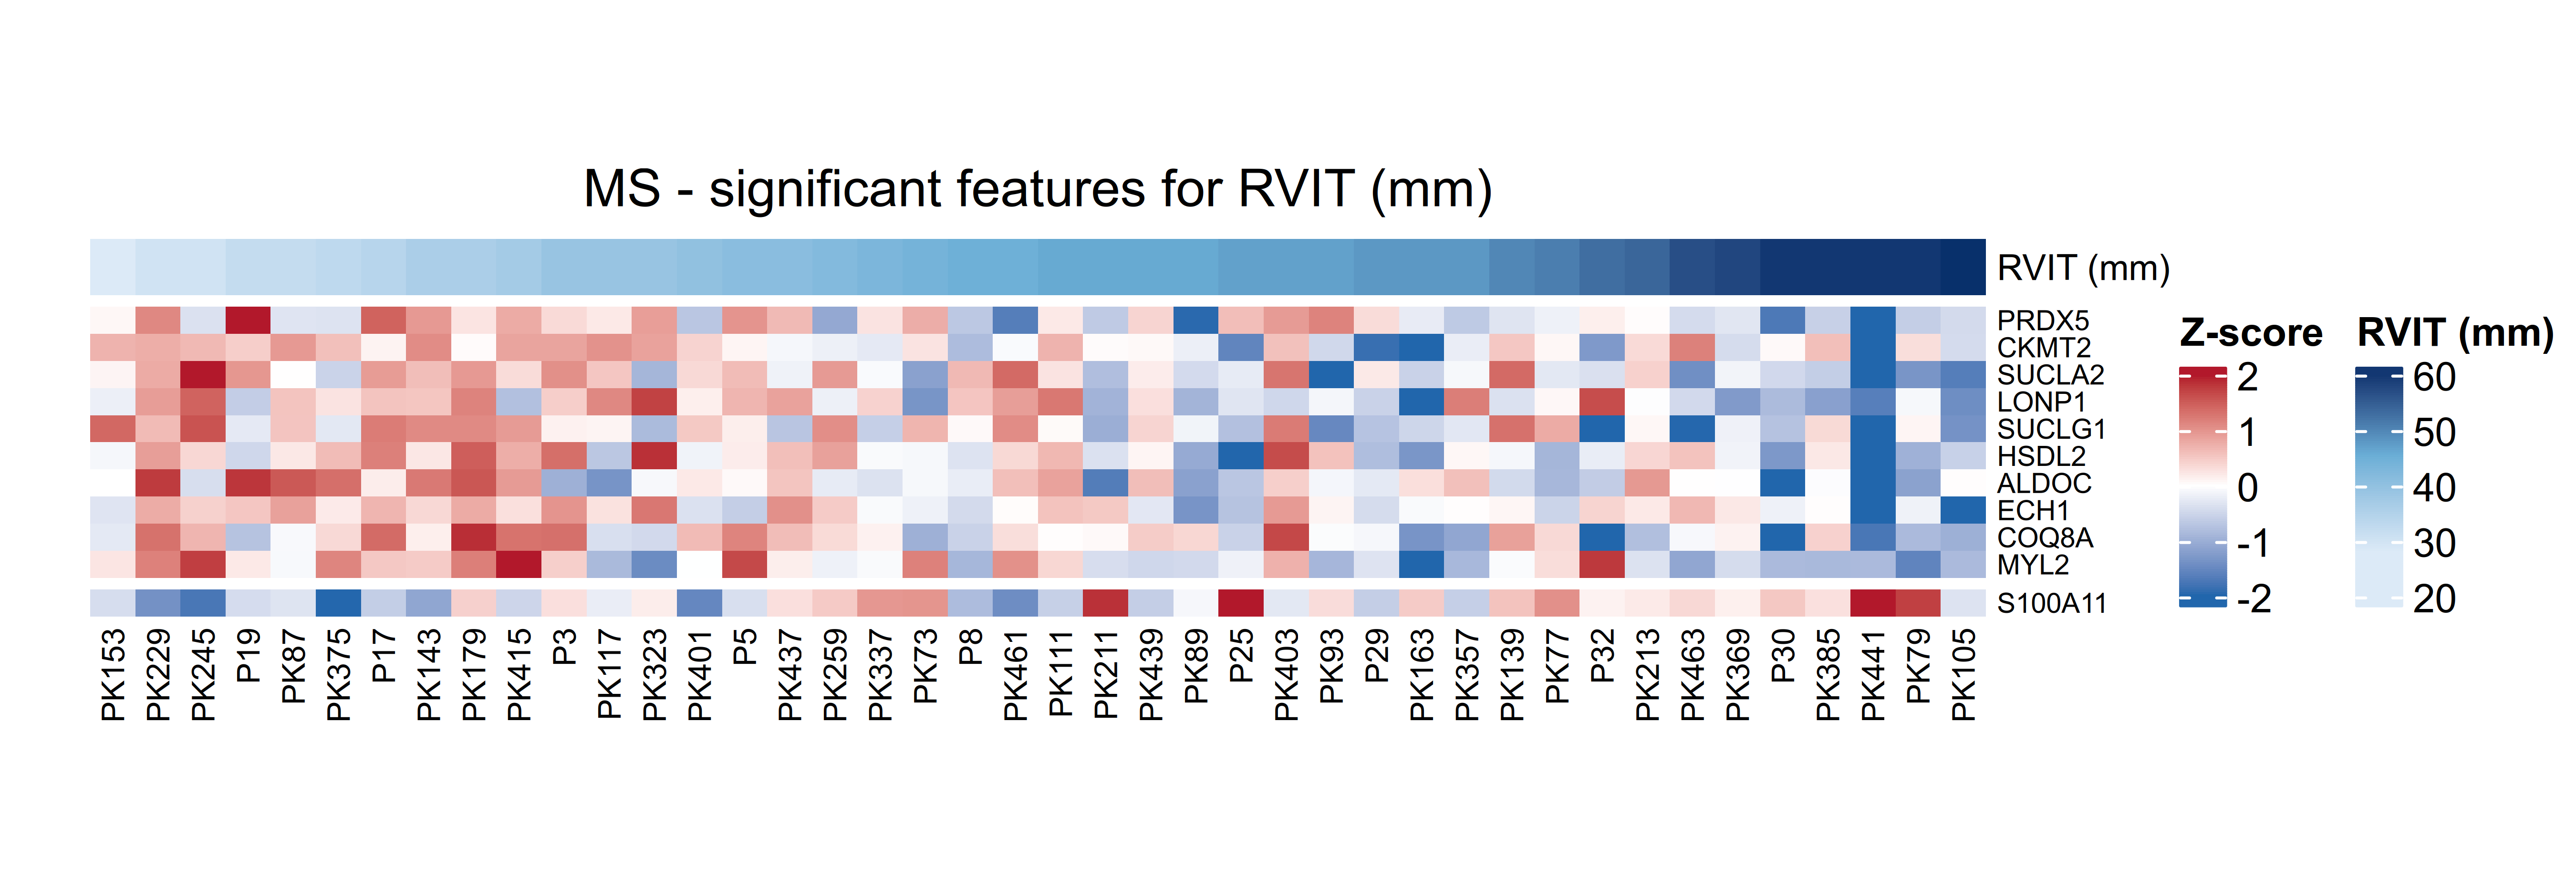 MS - significant features for RVIT (mm)
RVIT (mm)
PRDX5
CKMT2
SUCLA2
LONP1
SUCLG1
HSDL2
ALDOC
ECH1
COQ8A
MYL2
S100A11
PK153
PK229
PK245
P19
PK87
PK375
P17
PK143
PK179
PK415
P3
PK117
PK323
PK401
P5
PK437
PK259
PK337
PK73
P8
PK461
PK111
PK211
PK439
PK89
P25
PK403
PK93
P29
PK163
PK357
PK139
PK77
P32
PK213
PK463
PK369
P30
PK385
PK441
PK79
PK105
Z-score
2
1
0
-1
-2
RVIT (mm)
60
50
40
30
20